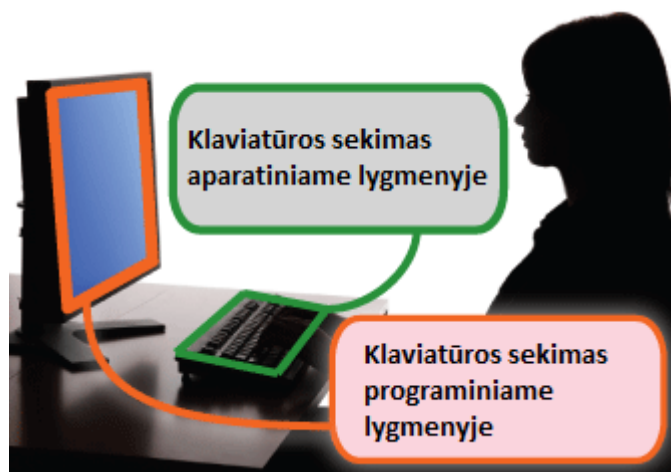 Klaviatūros sekimas
aparatiniame lygmenyje
Klaviatūros sekimas
programiniame
lygmenyje